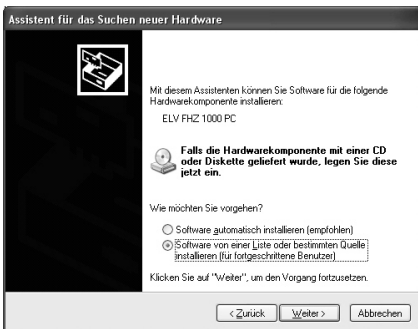 Assistent für das Suchen neuer Hardware
Mit diesem Assistenten können Sie Software für die folgende
Hardwarekomponente installieren:
ELV FHZ 1000 PC
Falls die Hardwarekomponente mit einer CD
oder Diskette geliefert wurde, legen Sie diese
jetzt ein.
Wie möchten Sie vorgehen?
Software automatisch installieren (empfohlen)
Software von einer Liste oder bestimmten Quelle
installieren (für fortgeschrittene Benutzer)
Klicken Sie auf "Weiter", um den Vorgang fortzusetzen.
< Zurück Weiter > Abbrechen